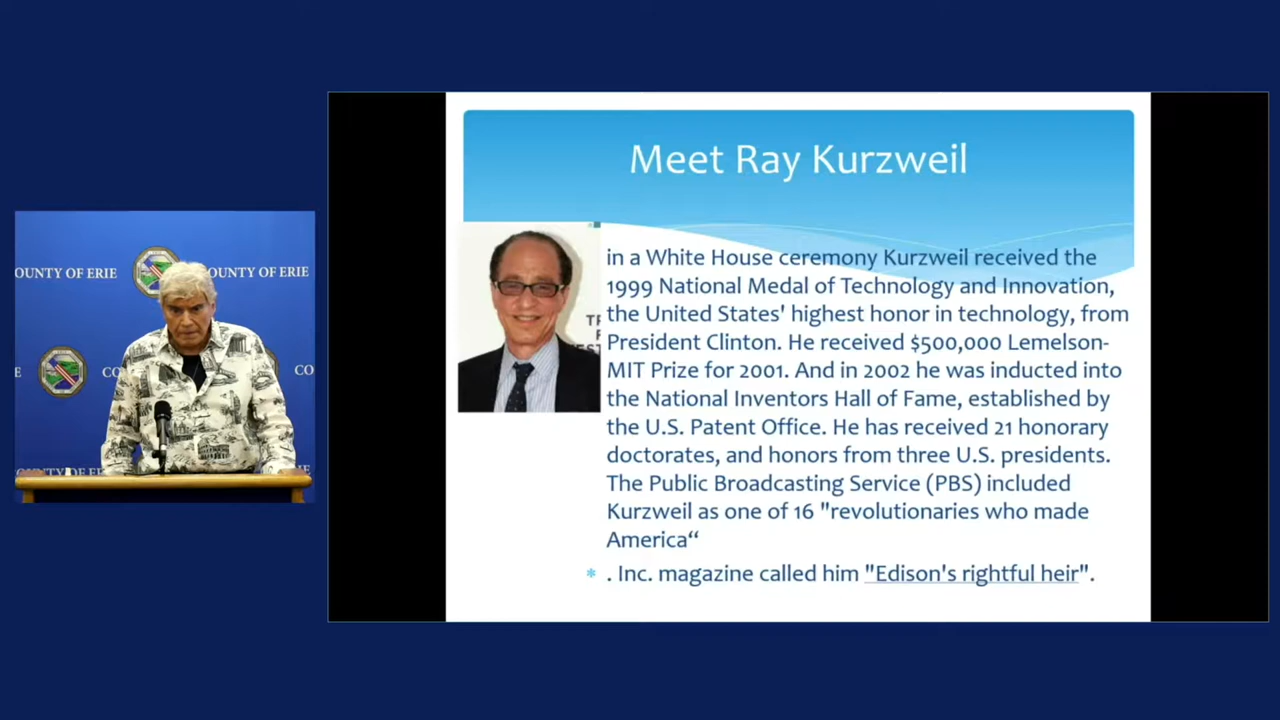 Meet Ray Kurzweil
in a White House ceremony Kurzweil received the
1999 National Medal of Technology and Innovation,
the United States' highest honor in technology, from
President Clinton. He received $500,000 Lemelson-
MIT Prize for 2001. And in 2002 he was inducted into
the National Inventors Hall of Fame, established by
the U.S. Patent Office. He has received 21 honorary
doctorates, and honors from three U.S. presidents.
The Public Broadcasting Service (PBS) included
Kurzweil as one of 16 "revolutionaries who made
America“
* . Inc. magazine called him "Edison's rightful heir".
OUNTY OF ERIE
OUNTY OF ERIE
E
CO
CO